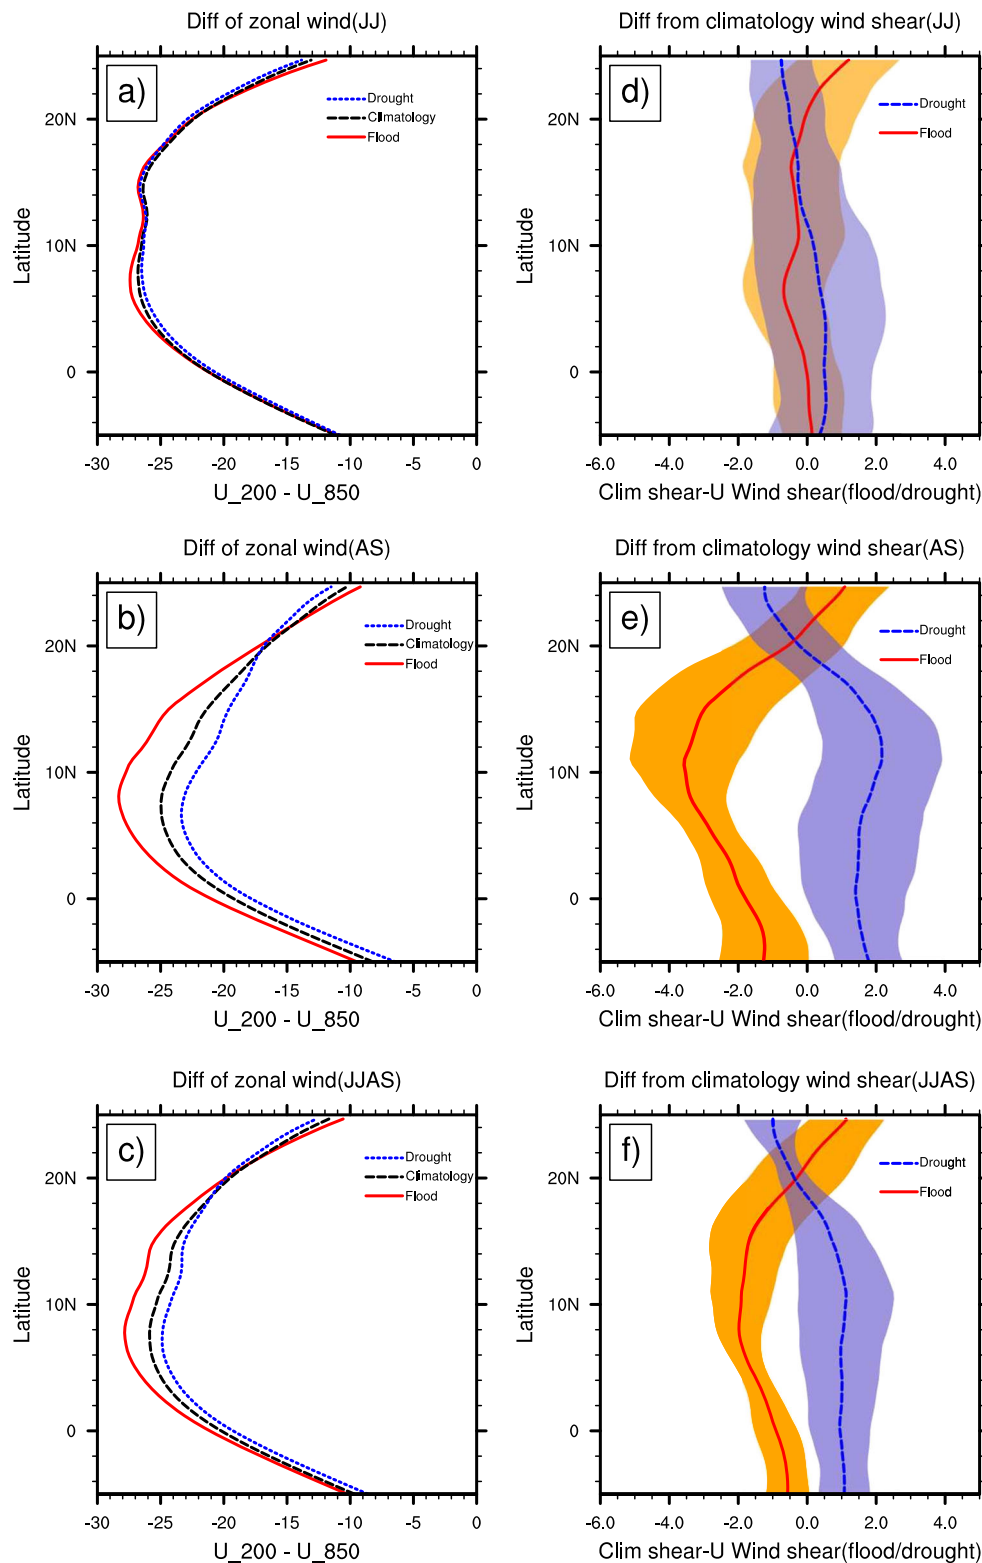 Diff of zonal wind(JJ)
a)
Drought
Climatology
Flood
20N
10N
0
Latitude
-30 -25 -20 -15 -10 -5 0
U_200 - U_850
Diff from climatology wind shear(JJ)
d)
Drought
Flood
20N
10N
0
Latitude
-6.0 -4.0 -2.0 0.0 2.0 4.0
Clim shear-U Wind shear(flood/drought)
Diff of zonal wind(AS)
b)
Drought
Climatology
Flood
20N
10N
0
Latitude
-30 -25 -20 -15 -10 -5 0
U_200 - U_850
Diff from climatology wind shear(AS)
e)
Drought
Flood
20N
10N
0
Latitude
-6.0 -4.0 -2.0 0.0 2.0 4.0
Clim shear-U Wind shear(flood/drought)
Diff of zonal wind(JJAS)
c)
Drought
Climatology
Flood
20N
10N
0
Latitude
-30 -25 -20 -15 -10 -5 0
U_200 - U_850
Diff from climatology wind shear(JJAS)
f)
Drought
Flood
20N
10N
0
Latitude
-6.0 -4.0 -2.0 0.0 2.0 4.0
Clim shear-U Wind shear(flood/drought)